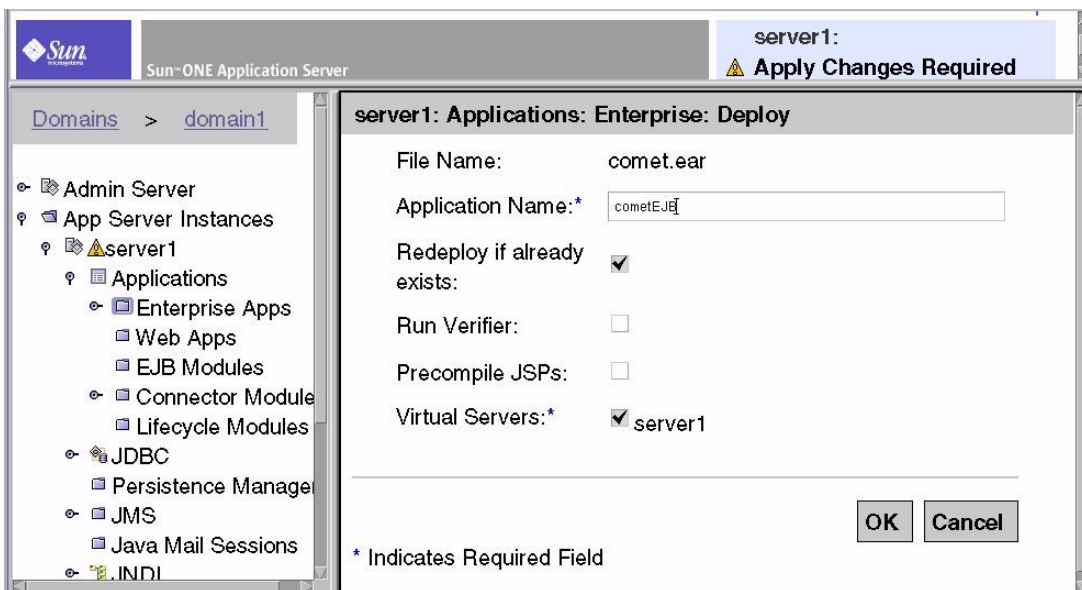 Sun
microsystems
Sun™ ONE Application Server
server1:
Apply Changes Required
Domains > domain1
Admin Server
App Server Instances
server1
Applications
Enterprise Apps
Web Apps
EJB Modules
Connector Module
Lifecycle Modules
JDBC
Persistence Manager
JMS
Java Mail Sessions
JNDI
server1: Applications: Enterprise: Deploy
File Name: comet.ear
Application Name:* cometEJB
Redeploy if already
exists:
Run Verifier:
Precompile JSPs:
Virtual Servers:* server1
OK Cancel
* Indicates Required Field